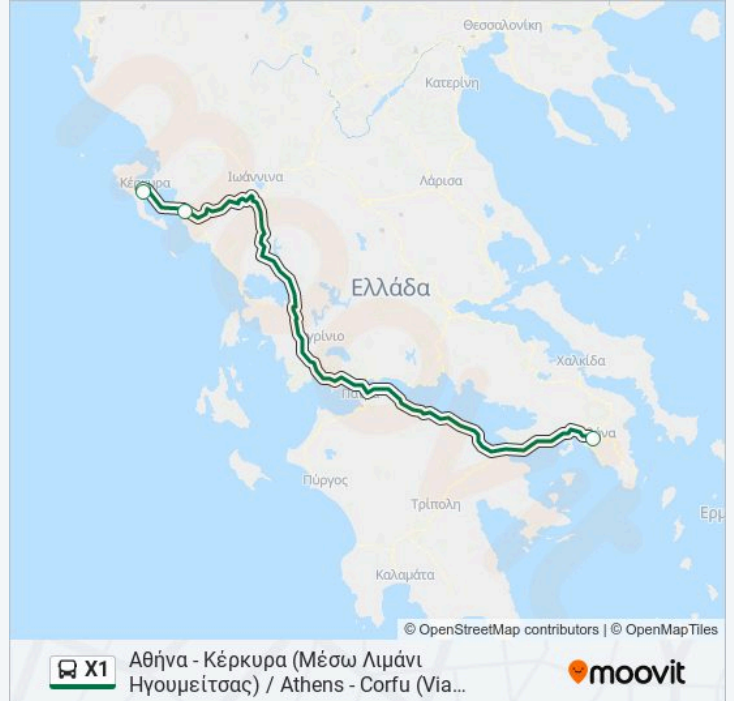 Θεσσαλονίκη
Κατερίνη
Ιωάννινα
Λάρισα
Ελλάδα
Χαλκίδα
Πύργος
Τρίπολη
Καλαμάτα
© OpenStreetMap contributors | © OpenMapTiles
X1
Αθήνα - Κέρκυρα (Μέσω Λιμάνι
Ηγουμείτσας) / Athens - Corfu (Via...
moovit